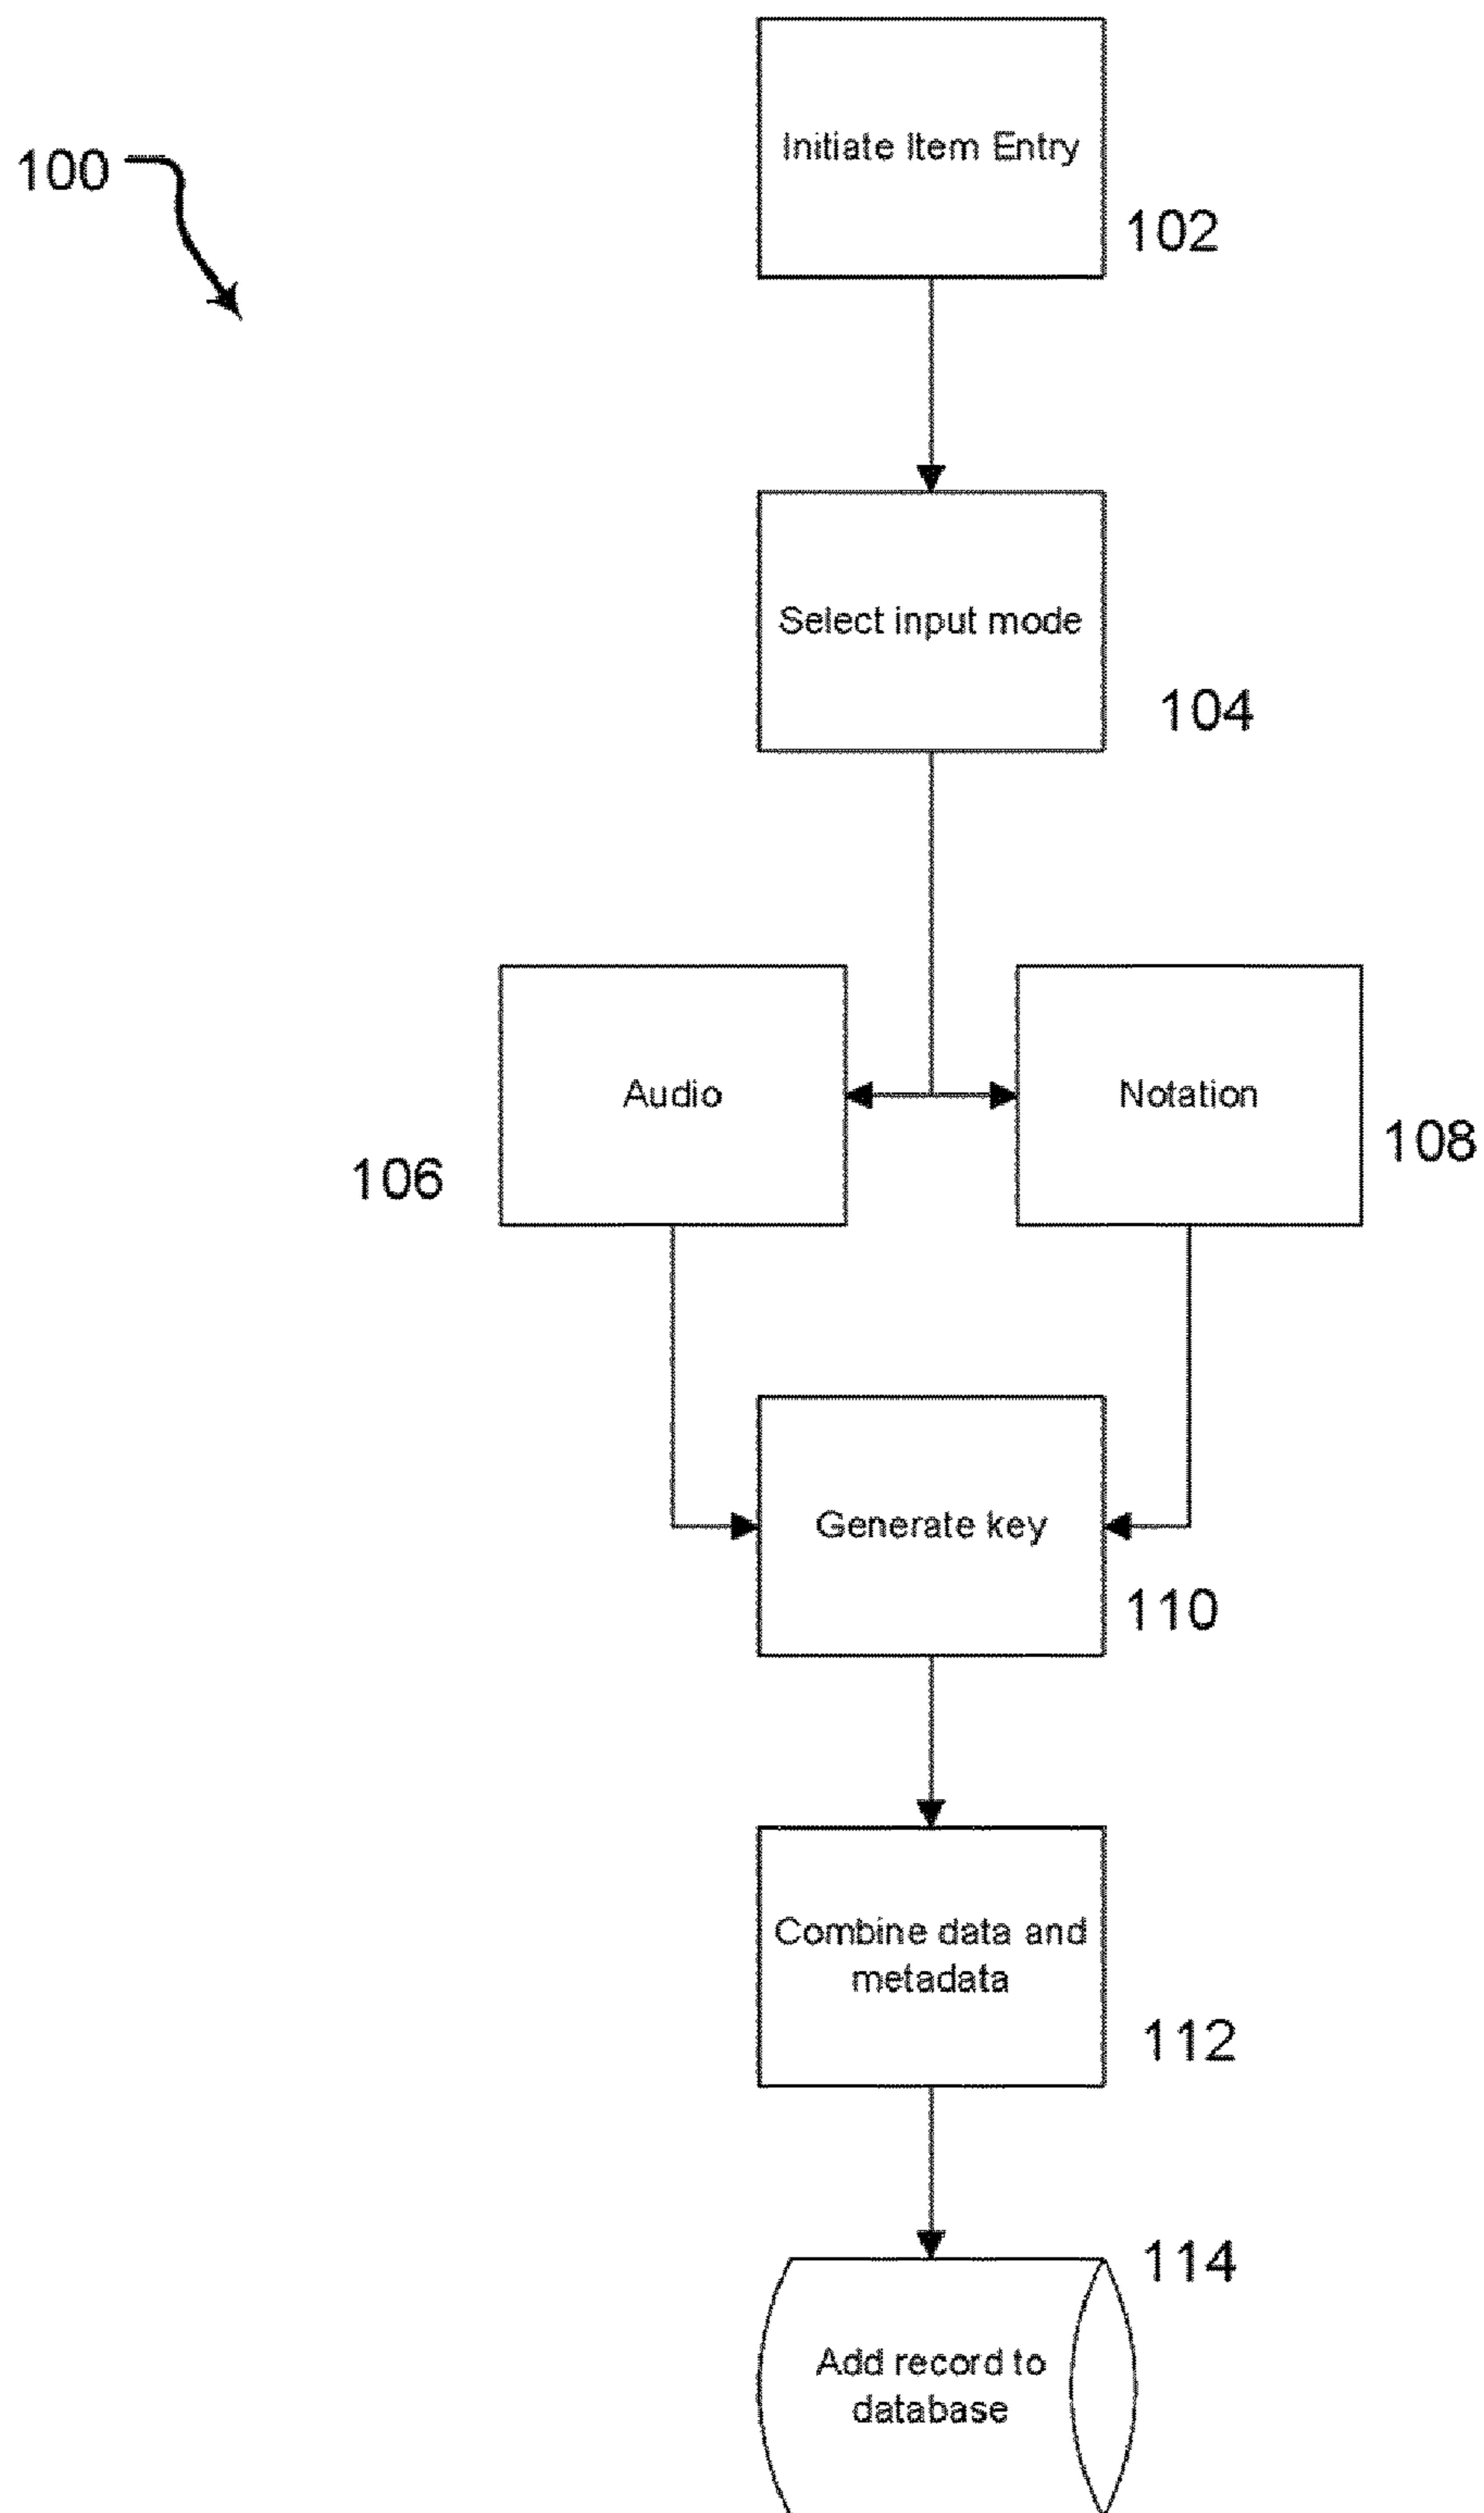 100
Initiate Item Entry
102
Select input mode
104
Audio
106
Notation
108
Generate key
110
Combine data and
metadata
112
114
Add record to
database